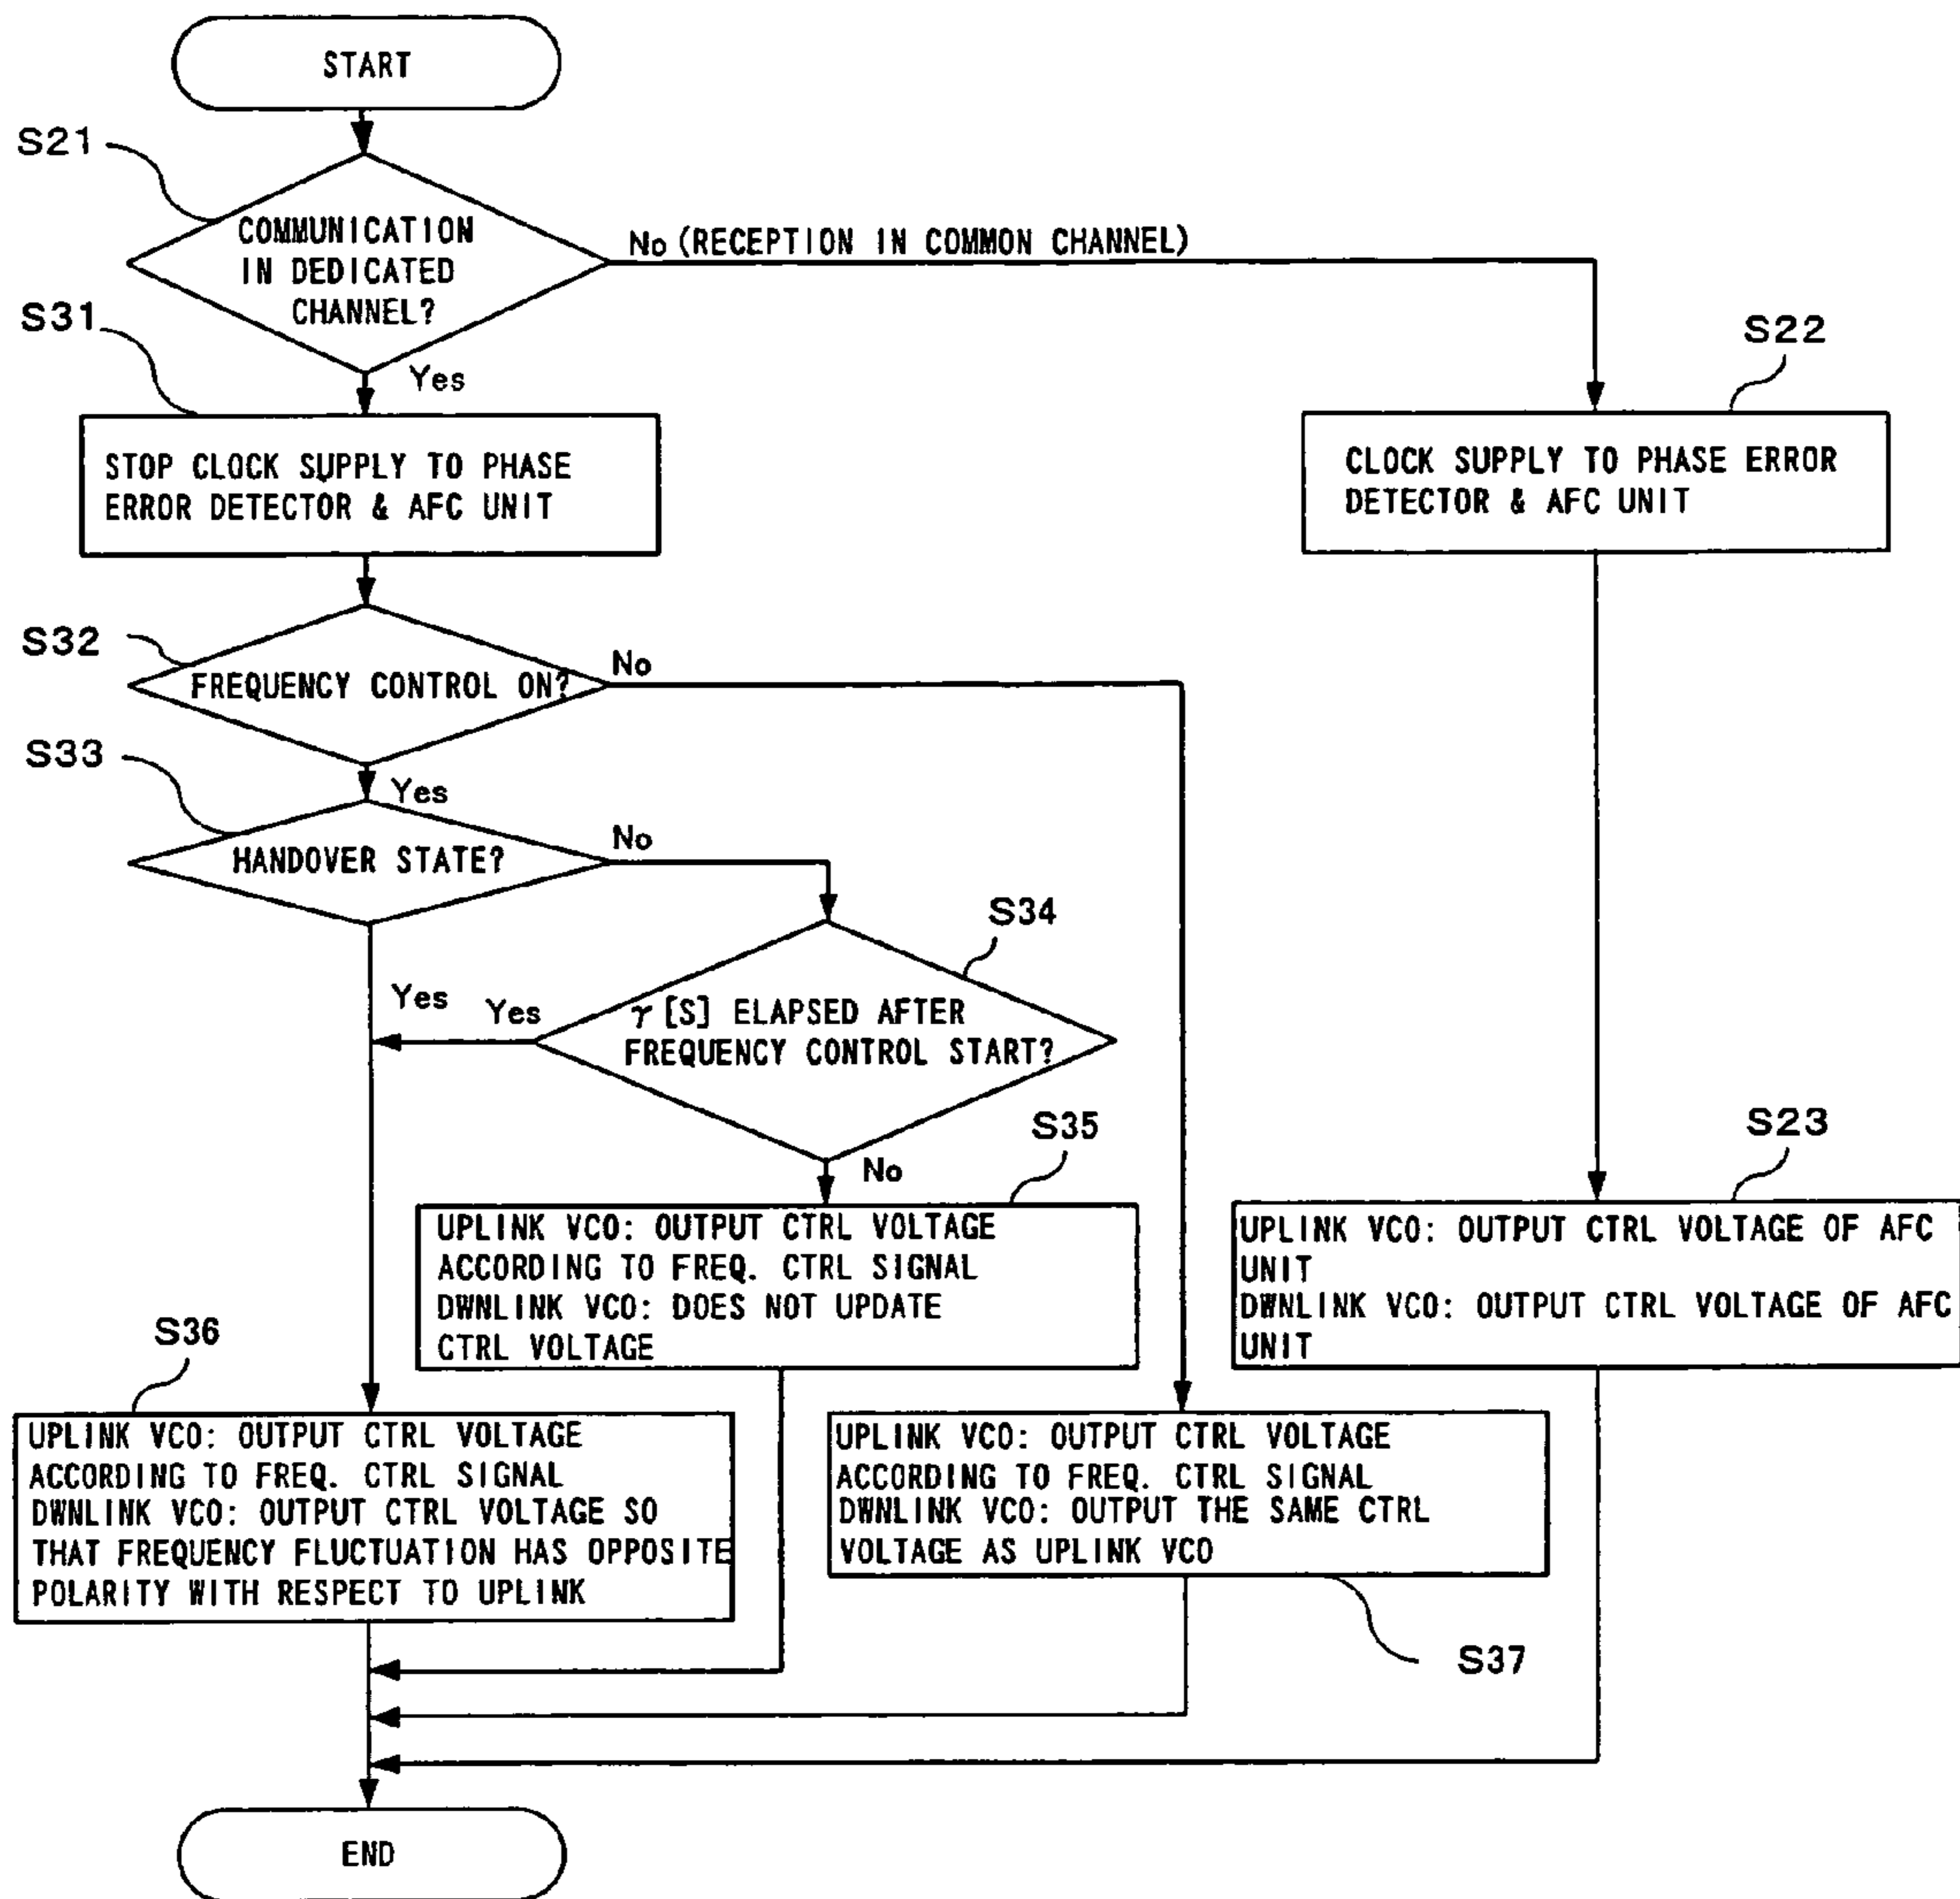 START
S21
COMMUNICATION
IN DEDICATED
CHANNEL?
No (RECEPTION IN COMMON CHANNEL)
Yes
S31
STOP CLOCK SUPPLY TO PHASE
ERROR DETECTOR & AFC UNIT
S22
CLOCK SUPPLY TO PHASE ERROR
DETECTOR & AFC UNIT
S32
FREQUENCY CONTROL ON?
No
Yes
S33
HANDOVER STATE?
No
Yes
S34
τ [S] ELAPSED AFTER
FREQUENCY CONTROL START?
Yes
No
S35
UPLINK VCO: OUTPUT CTRL VOLTAGE
ACCORDING TO FREQ. CTRL SIGNAL
DWNLINK VCO: DOES NOT UPDATE
CTRL VOLTAGE
S23
UPLINK VCO: OUTPUT CTRL VOLTAGE OF AFC
UNIT
DWNLINK VCO: OUTPUT CTRL VOLTAGE OF AFC
UNIT
S36
UPLINK VCO: OUTPUT CTRL VOLTAGE
ACCORDING TO FREQ. CTRL SIGNAL
DWNLINK VCO: OUTPUT CTRL VOLTAGE SO
THAT FREQUENCY FLUCTUATION HAS OPPOSITE
POLARITY WITH RESPECT TO UPLINK
UPLINK VCO: OUTPUT CTRL VOLTAGE
ACCORDING TO FREQ. CTRL SIGNAL
DWNLINK VCO: OUTPUT THE SAME CTRL
VOLTAGE AS UPLINK VCO
S37
END